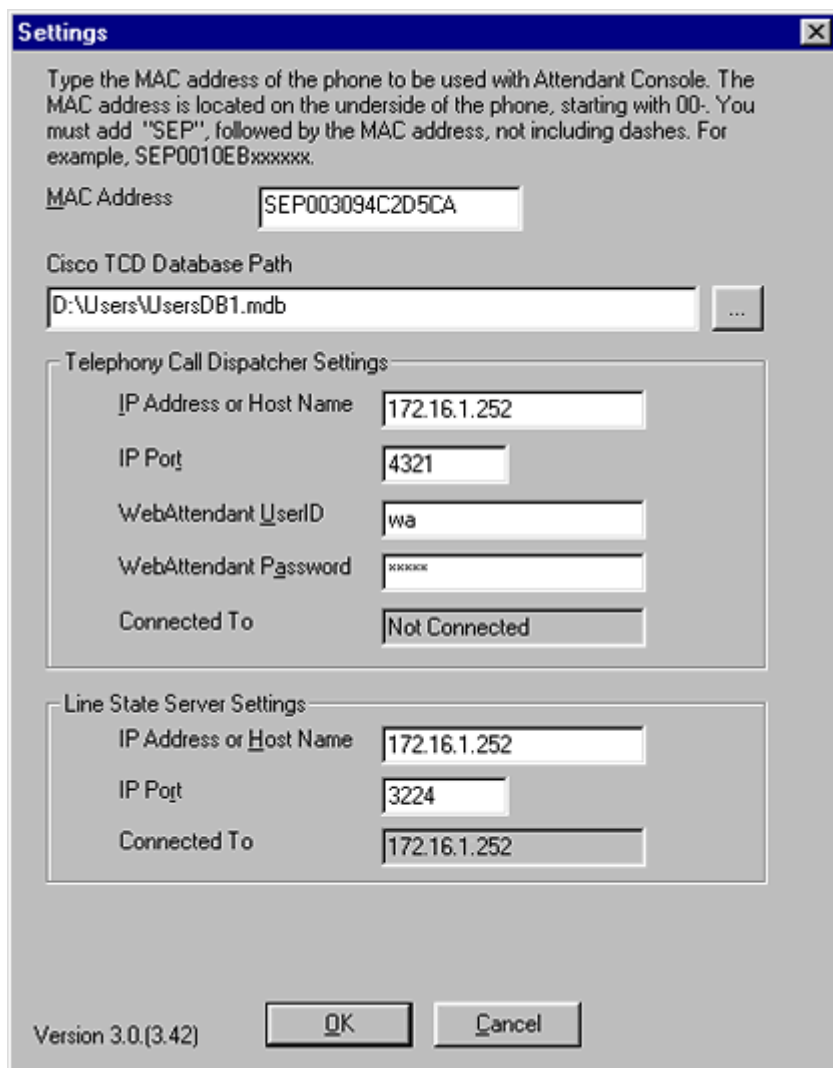 Settings
Type the MAC address of the phone to be used with Attendant Console. The
MAC address is located on the underside of the phone, starting with 00-. You
must add "SEP", followed by the MAC address, not including dashes. For
example, SEP0010EBxxxxxx.
MAC Address SEP003094C2D5CA
Cisco TCD Database Path
D:\Users\UsersDB1.mdb ...
Telephony Call Dispatcher Settings
IP Address or Host Name 172.16.1.252
IP Port 4321
WebAttendant UserID wa
WebAttendant Password *****
Connected To Not Connected
Line State Server Settings
IP Address or Host Name 172.16.1.252
IP Port 3224
Connected To 172.16.1.252
Version 3.0.(3.42) OK Cancel